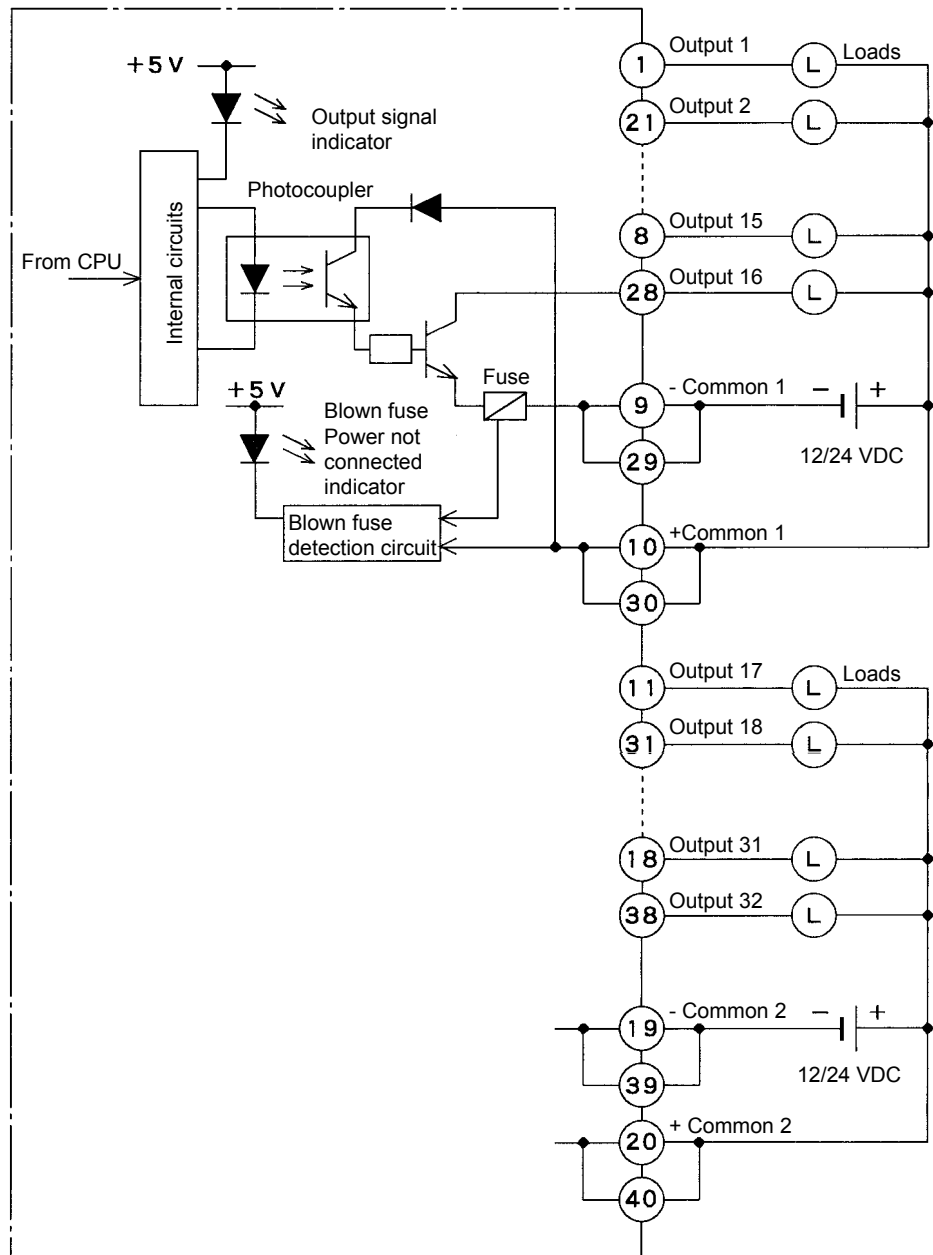 +5 V
Output signal
indicator
Photocoupler
From CPU
Internal circuits
+5 V
Blown fuse
Power not
connected
indicator
Fuse
Blown fuse
detection circuit
1 Output 1 L Loads
21 Output 2 L
8 Output 15 L
28 Output 16 L
9 - Common 1 − +
29 12/24 VDC
10 +Common 1
30
11 Output 17 L Loads
31 Output 18 L
18 Output 31 L
38 Output 32 L
19 - Common 2 − +
39 12/24 VDC
20 + Common 2
40